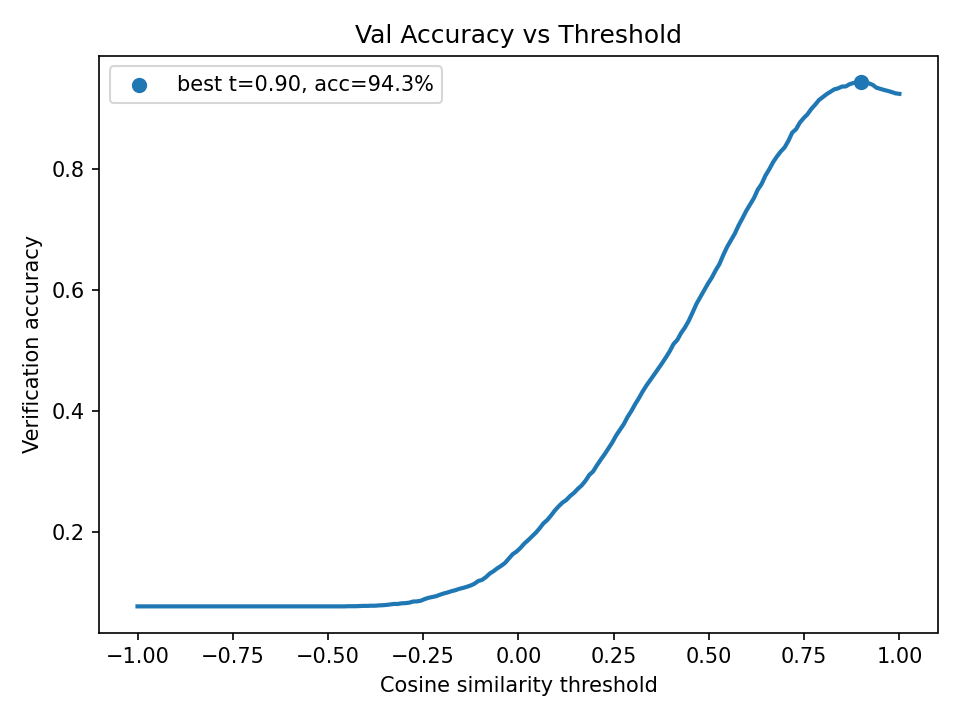 Val Accuracy vs Threshold
best t=0.90, acc=94.3%
Verification accuracy
0.8
0.6
0.4
0.2
−1.00 −0.75 −0.50 −0.25 0.00 0.25 0.50 0.75 1.00
Cosine similarity threshold